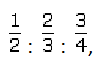 1/2 : 2/3 : 3/4,